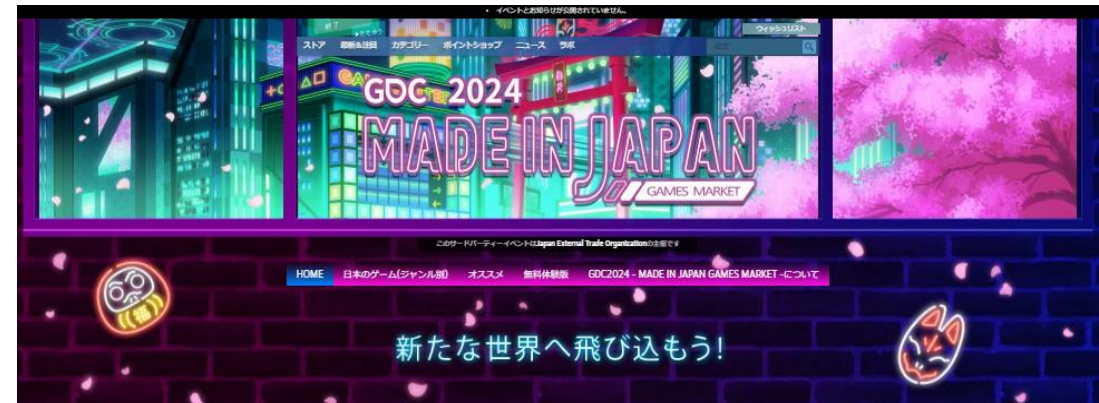 • イベントとお知らせが公開されていません。
ウィッシュリスト
ストア 最新&注目 カテゴリー ポイントショップ ニュース ラボ
GDC 2024
MADE IN JAPAN
GAMES MARKET
このサードパーティーイベントはJapan External Trade Organizationの主催です
HOME 日本のゲーム(ジャンル別) オススメ 無料体験版 GDC2024 - MADE IN JAPAN GAMES MARKET -について
福
新たな世界へ飛び込もう!